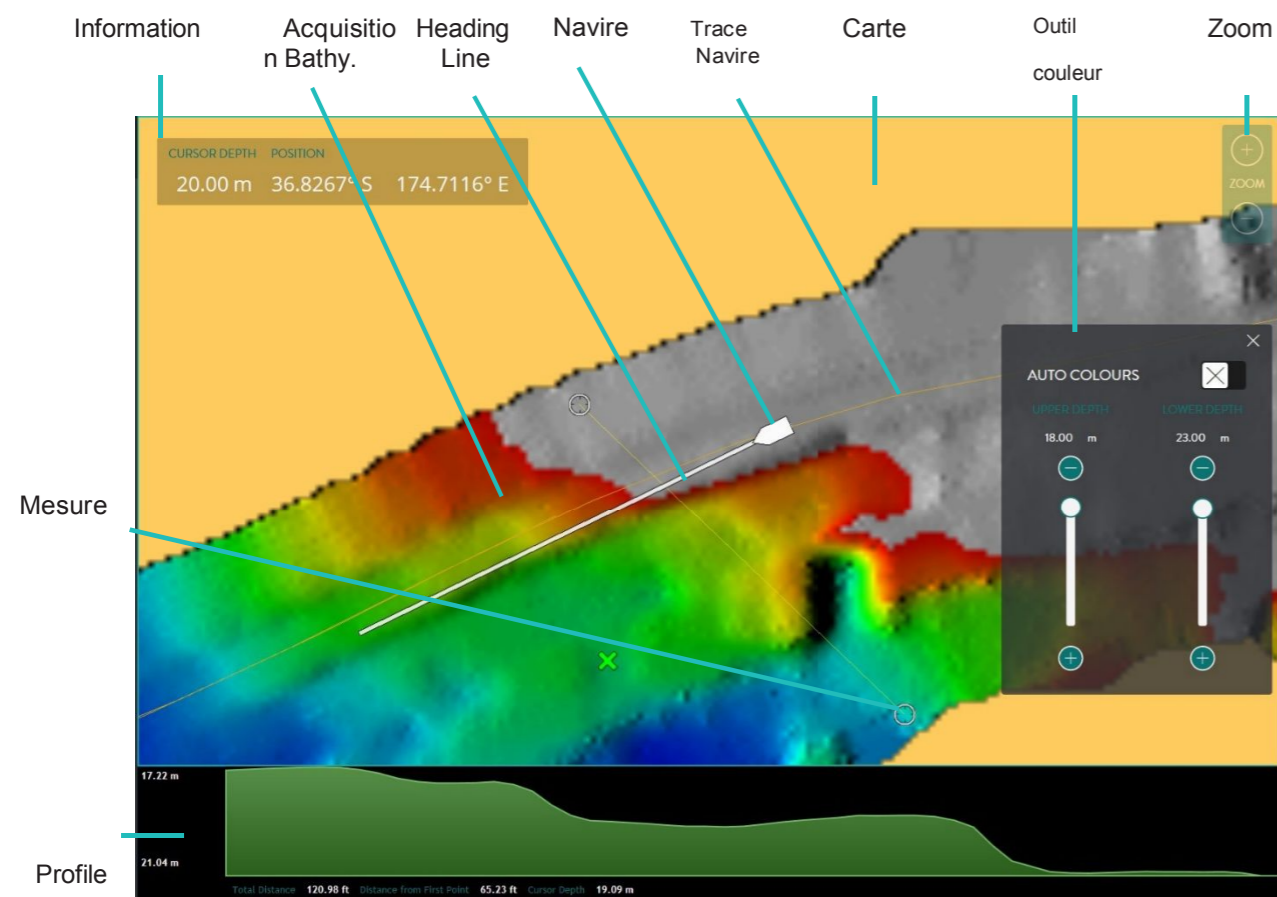 Information
Acquisitio
n Bathy.
Heading
Line
Navire
Trace
Navire
Carte
Outil
couleur
Zoom
CURSOR DEPTH POSITION
20.00 m 36.8267° S 174.7116° E
ZOOM
AUTO COLOURS
UPPER DEPTH LOWER DEPTH
18.00 m 23.00 m
Mesure
17.22 m
21.04 m
Profile
Total Distance 120.98 ft Distance from First Point 65.23 ft Cursor Depth 19.09 m